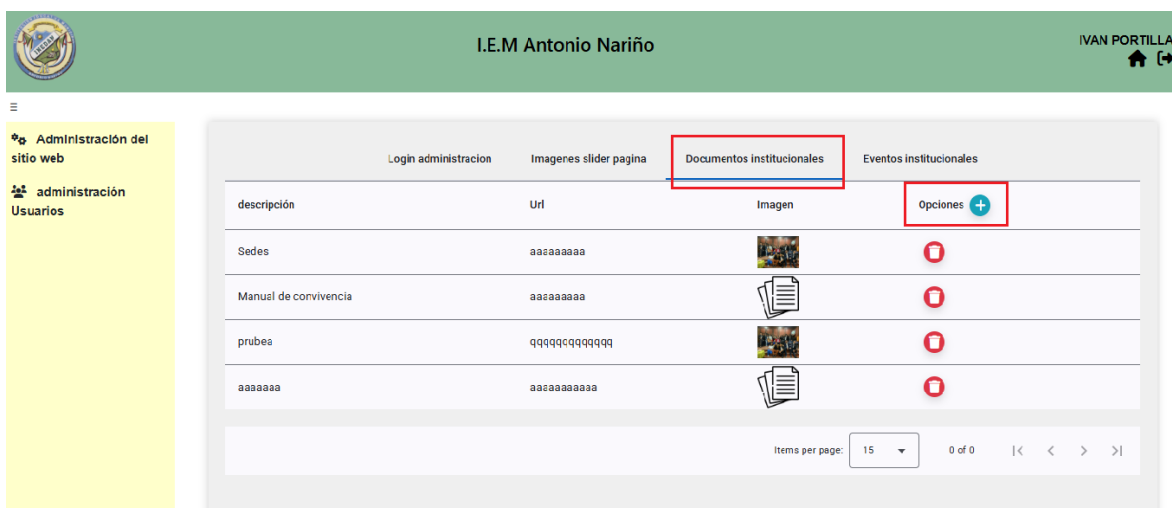 I.E.M Antonio Nariño
IVAN PORTILLA
Administración del
sitio web
administración
Usuarios
Login administracion Imagenes slider pagina Documentos institucionales Eventos institucionales
descripción Url Imagen Opciones
Sedes aaaaaaaaa
Manual de convivencia aaaaaaaaa
prubea qqqqqcqqqqqqq
aaaaaaa aaaaaaaaaaa
Items per page: 15 0 of 0